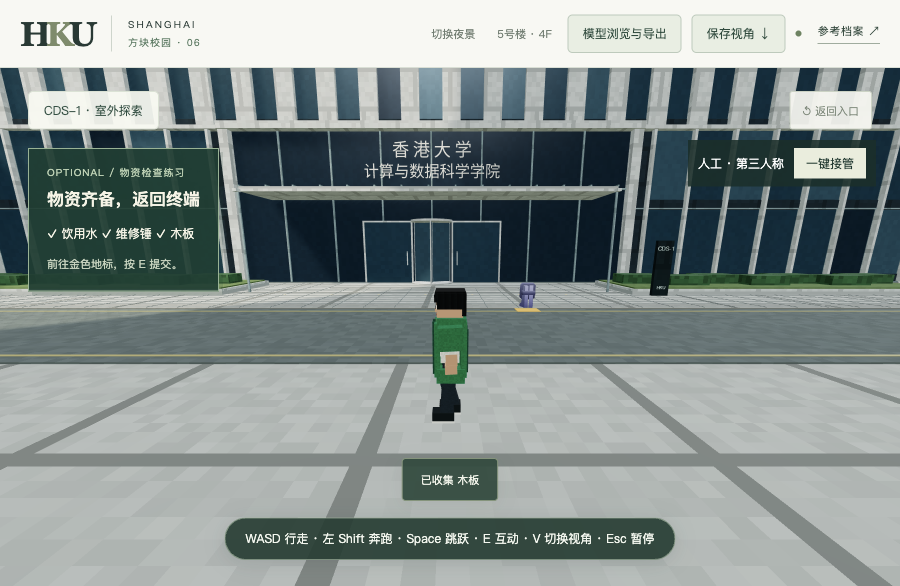 HKU
SHANGHAI
方块校园 · 06
切换夜景
5号楼 · 4F
模型浏览与导出
保存视角 ↓
参考档案 ↗
CDS–1 · 室外探索
↺ 返回入口
OPTIONAL / 物资检查练习
物资齐备，返回终端
✓ 饮用水 ✓ 维修锤 ✓ 木板
前往金色地标，按 E 提交。
人工 · 第三人称
一键接管
香港大学
计算与数据科学学院
CDS-1
HKU
已收集 木板
WASD 行走 · 左 Shift 奔跑 · Space 跳跃 · E 互动 · V 切换视角 · Esc 暂停